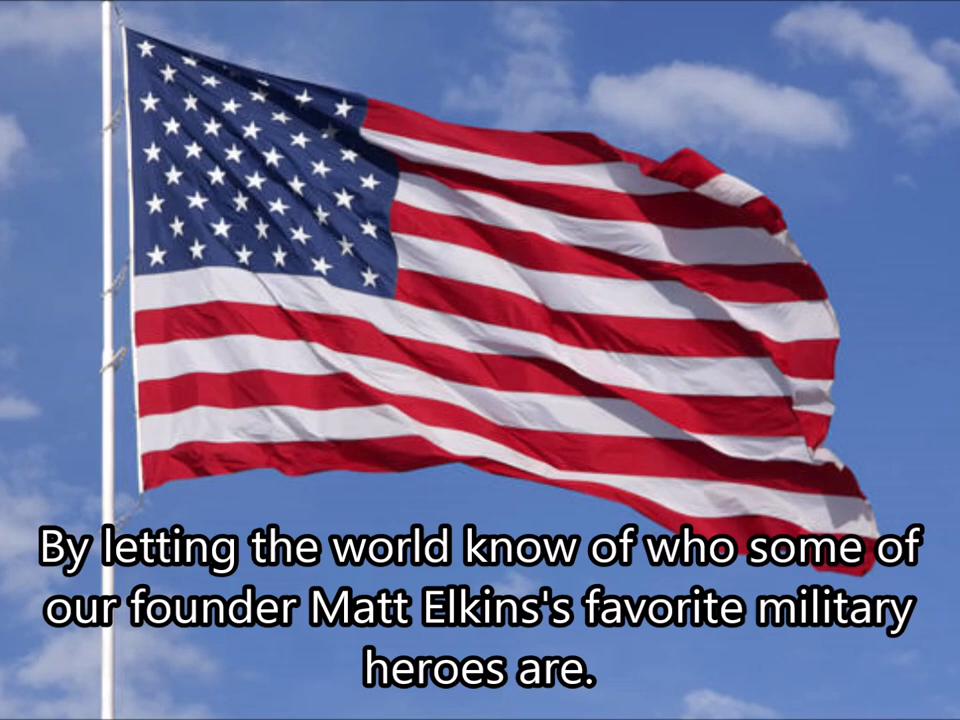 By letting the world know of who some of
our founder Matt Elkins's favorite military
heroes are.